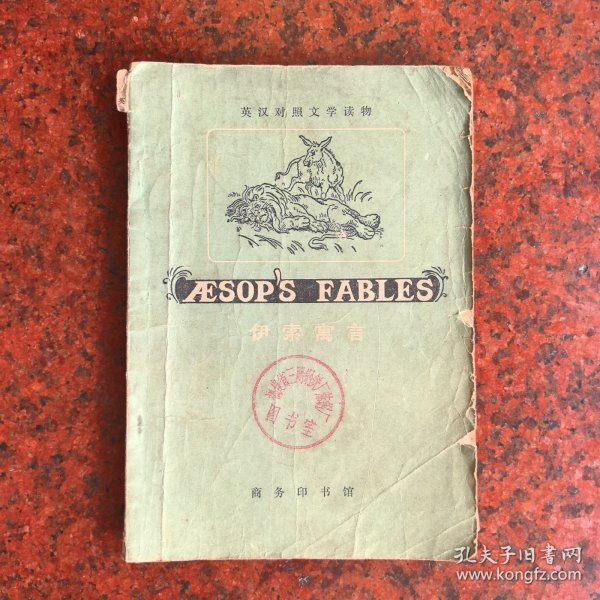 英汉对照文学读物
ÆSOP'S FABLES
伊索寓言
图书室
商务印书馆
孔夫子旧書网
www.kongfz.com